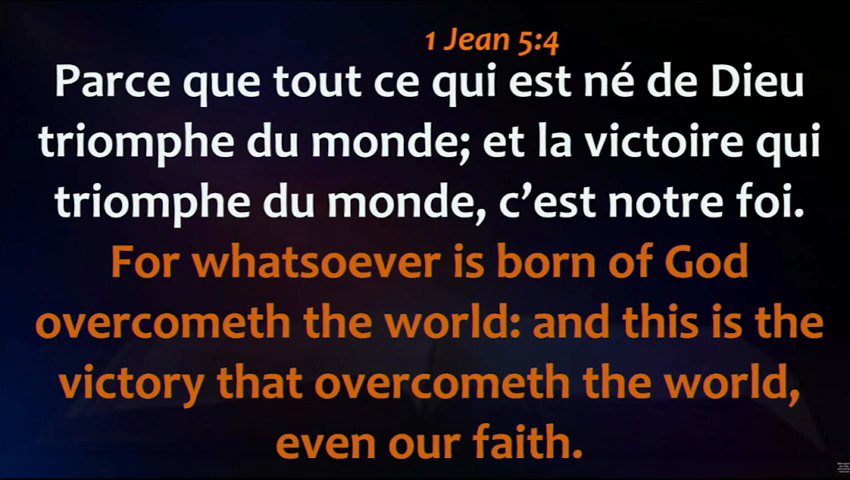 1 Jean 5:4
Parce que tout ce qui est né de Dieu
triomphe du monde; et la victoire qui
triomphe du monde, c’est notre foi.
For whatsoever is born of God
overcometh the world: and this is the
victory that overcometh the world,
even our faith.